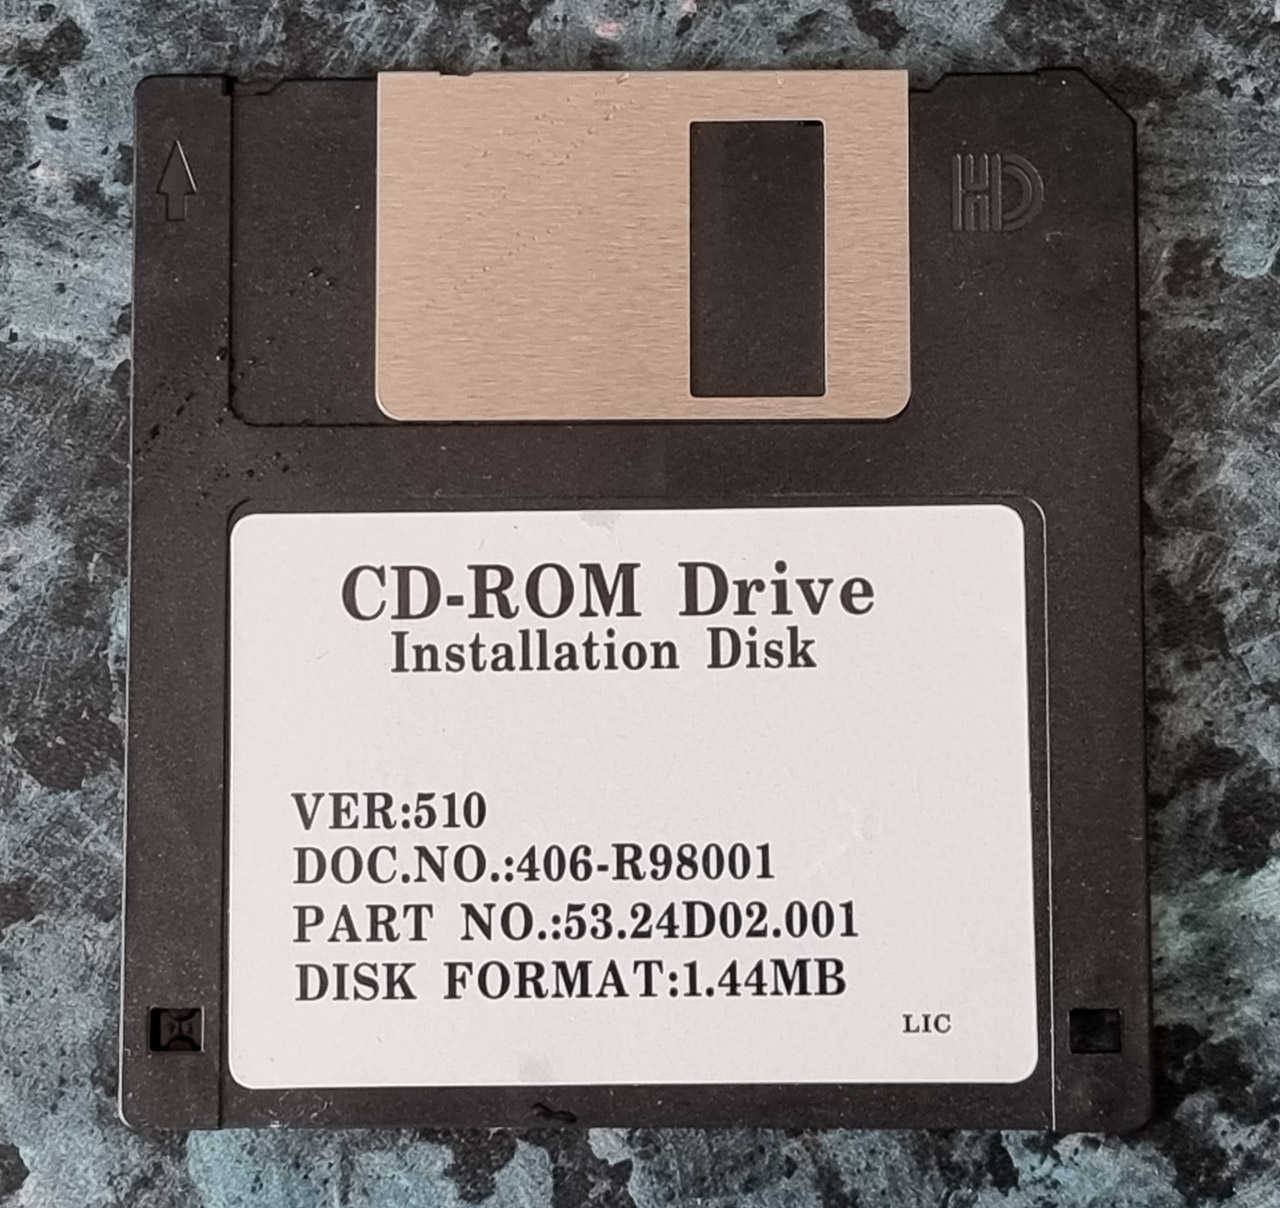 HD
CD-ROM Drive
Installation Disk
VER:510
DOC.NO.:406-R98001
PART NO.:53.24D02.001
DISK FORMAT:1.44MB
LIC